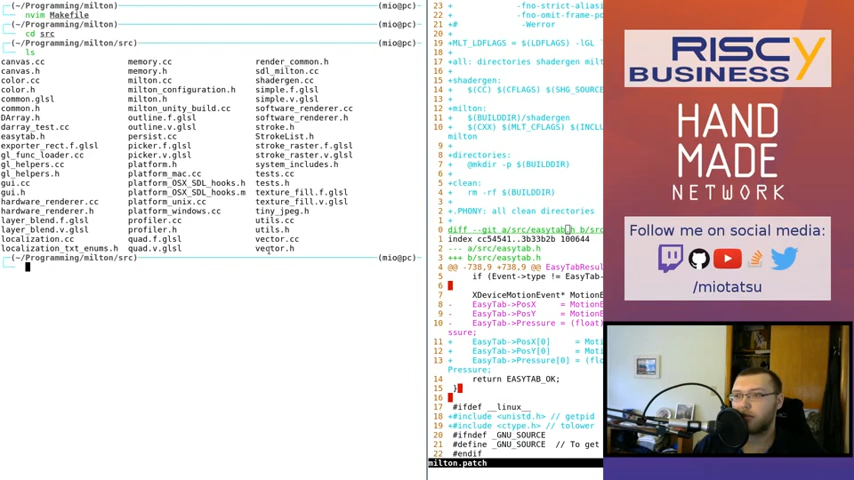 nvim Makefile
(~/Programming/milton) (mio@pc)
cd src
(~/Programming/milton/src) (mio@pc)
ls
canvas.cc memory.cc render_common.h
canvas.h memory.h sdl_milton.cc
color.cc milton.cc shadergen.cc
color.h milton_configuration.h simple.f.glsl
common.glsl milton.h simple.v.glsl
common.h milton_unity_build.cc software_renderer.cc
DArray.h outline.f.glsl software_renderer.h
darray_test.cc outline.v.glsl stroke.h
easytab.h persist.cc StrokeList.h
exporter_rect.f.glsl picker.f.glsl stroke_raster.f.glsl
gl_func_loader.cc picker.v.glsl stroke_raster.v.glsl
gl_helpers.cc platform.h system_includes.h
gl_helpers.h platform_mac.cc tests.cc
gui.cc platform_OSX_SDL_hooks.h tests.h
gui.h platform_OSX_SDL_hooks.m texture_fill.f.glsl
hardware_renderer.cc platform_unix.cc texture_fill.v.glsl
hardware_renderer.h platform_windows.cc tiny_jpeg.h
layer_blend.f.glsl profiler.cc utils.cc
layer_blend.v.glsl profiler.h utils.h
localization.cc quad.f.glsl vector.cc
localization_txt_enums.h quad.v.glsl vector.h
(~/Programming/milton/src) (mio@pc)
23 + -fno-strict-aliasi
22 + -fno-omit-frame-po
21 +# -Werror
20 +
19 +MLT_LDFLAGS = $(LDFLAGS) -lGL
18 +
17 +all: directories shadergen milt
16 +
15 +shadergen:
14 + $(CC) $(CFLAGS) $(SHG_SOURCE
13 +
12 +milton:
11 + $(BUILDDIR)/shadergen
10 + $(CXX) $(MLT_CFLAGS) $(INCLU
milton
9 +
8 +directories:
7 + @mkdir -p $(BUILDDIR)
6 +
5 +clean:
4 + rm -rf $(BUILDDIR)
3 +
2 +.PHONY: all clean directories
1 +
0 diff --git a/src/easytab.h b/src
1 index cc54541..3b33b2b 100644
2 --- a/src/easytab.h
3 +++ b/src/easytab.h
4 @@ -738,9 +738,9 @@ EasyTabResul
5 if (Event->type != EasyTab-
6
7 XDeviceMotionEvent* MotionE
8 - EasyTab->PosX = MotionE
9 - EasyTab->PosY = MotionE
10 - EasyTab->Pressure = (float)
ssure;
11 + EasyTab->PosX[0] = Moti
12 + EasyTab->PosY[0] = Moti
13 + EasyTab->Pressure[0] = (flo
Pressure;
14 return EASYTAB_OK;
15 }
16
17 #ifdef __linux__
18 +#include <unistd.h> // getpid
19 +#include <ctype.h> // tolower
20 #ifndef _GNU_SOURCE
21 #define _GNU_SOURCE // To get
22 #endif
milton.patch
RISCY
BUSINESS
HAND
MADE
NETWORK
Follow me on social media:
/miotatsu